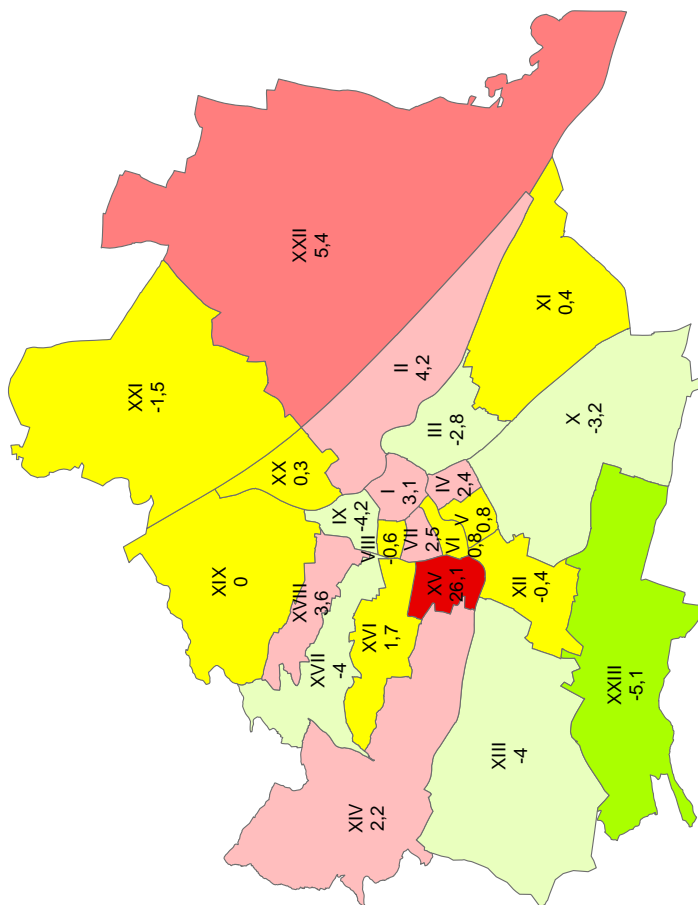 XXII
5,4
XI
0,4
II
4,2
XXI
-1,5
III
-2,8
X
-3,2
XX
0,3
I
3,1
IV
2,4
IX
-4,2
V
0,8
VIII
-0,6
VII
2,5
VI
0,8
XIX
0
XVIII
3,6
XV
26,1
XII
-0,4
XVI
1,7
XVII
-4
XXIII
-5,1
XIII
-4
XIV
2,2